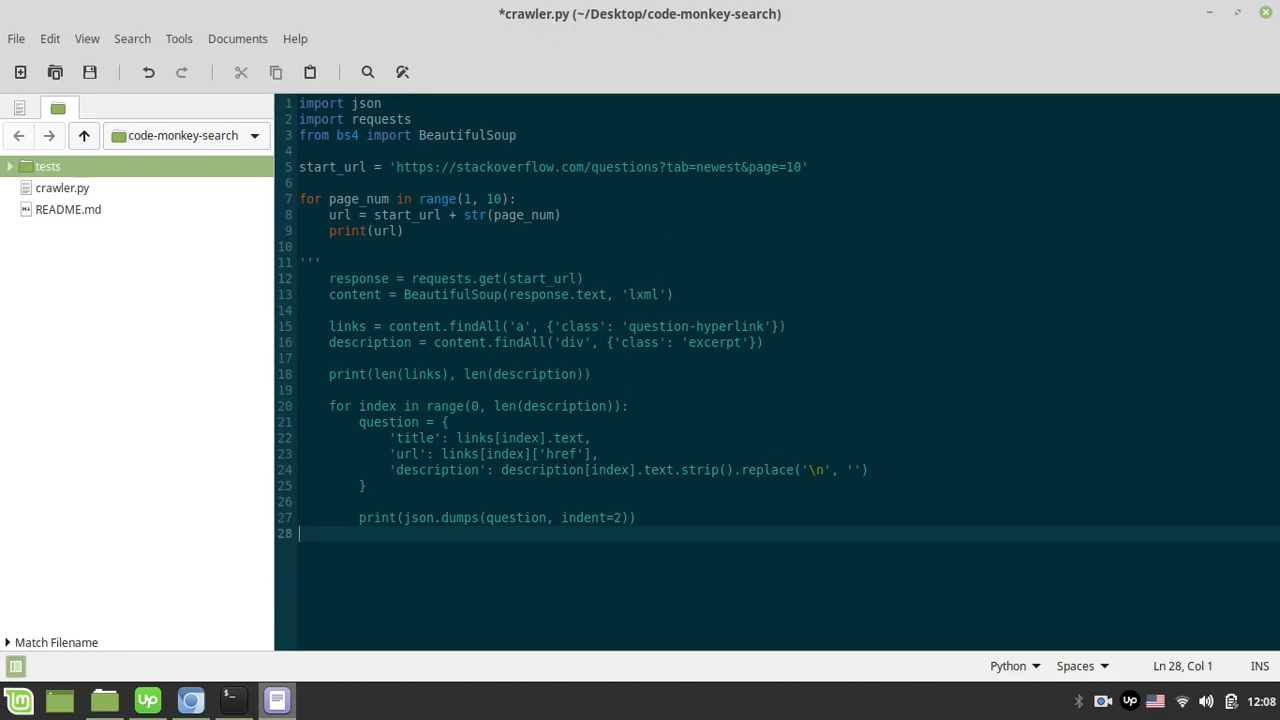 *crawler.py (~/Desktop/code-monkey-search)
File Edit View Search Tools Documents Help
code-monkey-search
tests
crawler.py
README.md
Match Filename
1 import json
2 import requests
3 from bs4 import BeautifulSoup
4
5 start_url = 'https://stackoverflow.com/questions?tab=newest&page=10'
6
7 for page_num in range(1, 10):
8     url = start_url + str(page_num)
9     print(url)
10
11 '''
12     response = requests.get(start_url)
13     content = BeautifulSoup(response.text, 'lxml')
14
15     links = content.findAll('a', {'class': 'question-hyperlink'})
16     description = content.findAll('div', {'class': 'excerpt'})
17
18     print(len(links), len(description))
19
20     for index in range(0, len(description)):
21         question = {
22             'title': links[index].text,
23             'url': links[index]['href'],
24             'description': description[index].text.strip().replace('\n', '')
25         }
26
27         print(json.dumps(question, indent=2))
28
Python Spaces Ln 28, Col 1 INS
Up
Up 12:08